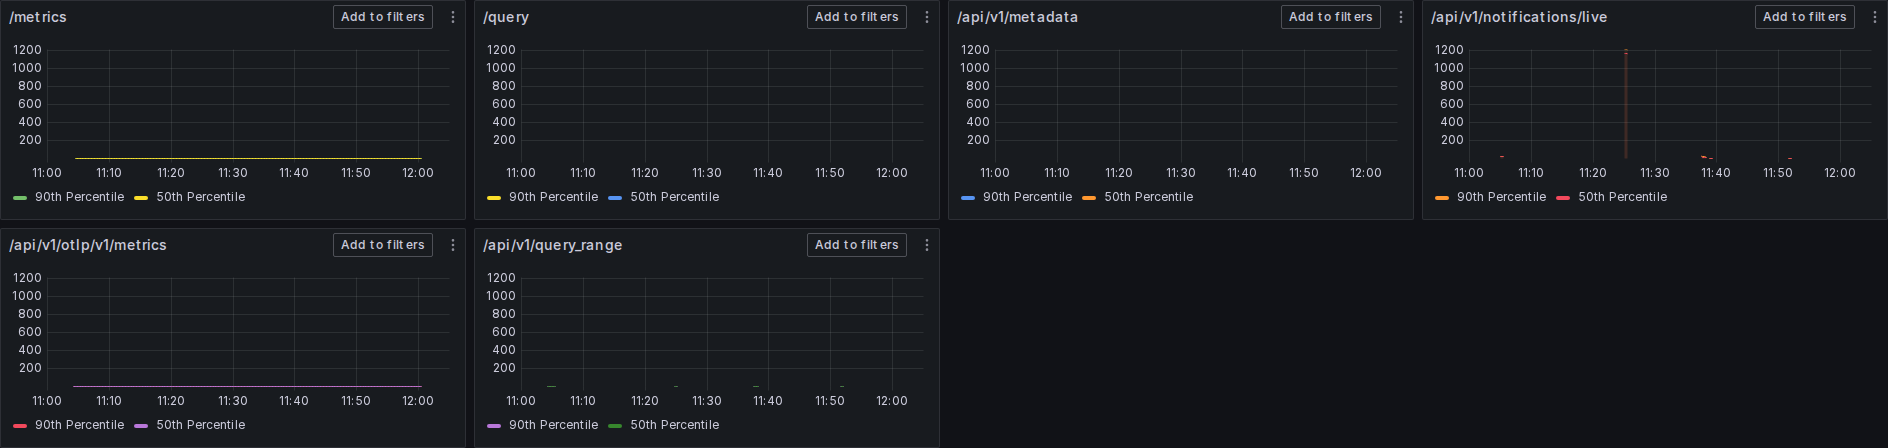 /metrics
Add to filters
1200
1000
800
600
400
200
11:00 11:10 11:20 11:30 11:40 11:50 12:00
90th Percentile 50th Percentile
/query
Add to filters
1200
1000
800
600
400
200
11:00 11:10 11:20 11:30 11:40 11:50 12:00
90th Percentile 50th Percentile
/api/v1/metadata
Add to filters
1200
1000
800
600
400
200
11:00 11:10 11:20 11:30 11:40 11:50 12:00
90th Percentile 50th Percentile
/api/v1/notifications/live
Add to filters
1200
1000
800
600
400
200
11:00 11:10 11:20 11:30 11:40 11:50 12:00
90th Percentile 50th Percentile
/api/v1/otlp/v1/metrics
Add to filters
1200
1000
800
600
400
200
11:00 11:10 11:20 11:30 11:40 11:50 12:00
90th Percentile 50th Percentile
/api/v1/query_range
Add to filters
1200
1000
800
600
400
200
11:00 11:10 11:20 11:30 11:40 11:50 12:00
90th Percentile 50th Percentile